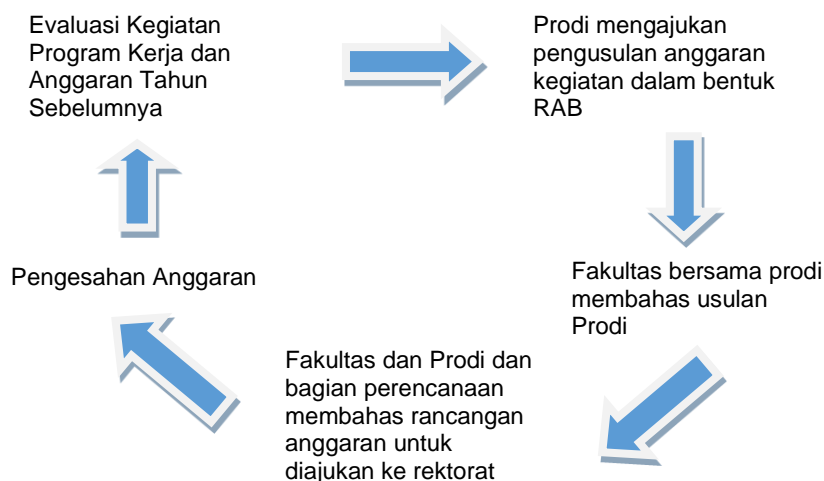 Evaluasi Kegiatan
Program Kerja dan
Anggaran Tahun
Sebelumnya
Prodi mengajukan
pengusulan anggaran
kegiatan dalam bentuk
RAB
Fakultas bersama prodi
membahas usulan
Prodi
Fakultas dan Prodi dan
bagian perencanaan
membahas rancangan
anggaran untuk
diajukan ke rektorat
Pengesahan Anggaran